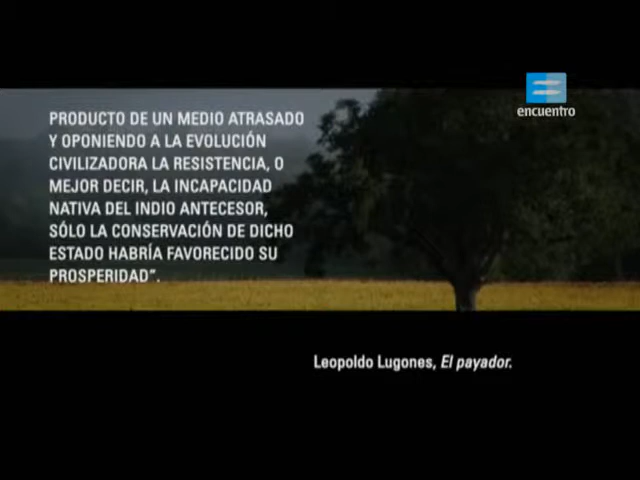 encuentro
PRODUCTO DE UN MEDIO ATRASADO
Y OPONIENDO A LA EVOLUCIÓN
CIVILIZADORA LA RESISTENCIA, O
MEJOR DECIR, LA INCAPACIDAD
NATIVA DEL INDIO ANTECESOR,
SÓLO LA CONSERVACIÓN DE DICHO
ESTADO HABRÍA FAVORECIDO SU
PROSPERIDAD”.
Leopoldo Lugones, El payador.